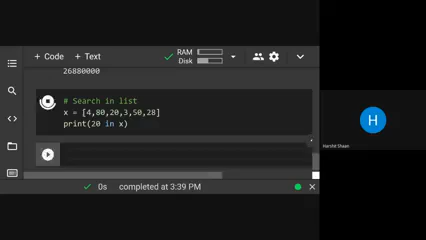 + Code + Text
RAM
Disk
26880000
# Search in list
x = [4,80,20,3,50,28]
print(20 in x)
0s completed at 3:39 PM
H
Harshit Shaan